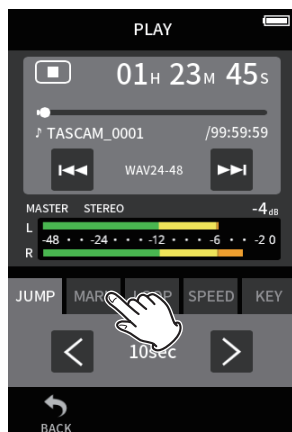 PLAY
01H 23M 45S
♪ TASCAM_0001 /99:59:59
WAV24-48
MASTER STEREO -4dB
L
-48 • • -24 • • • -12 • • • -6 • • -2 0
R
JUMP SPEED KEY
10sec
BACK